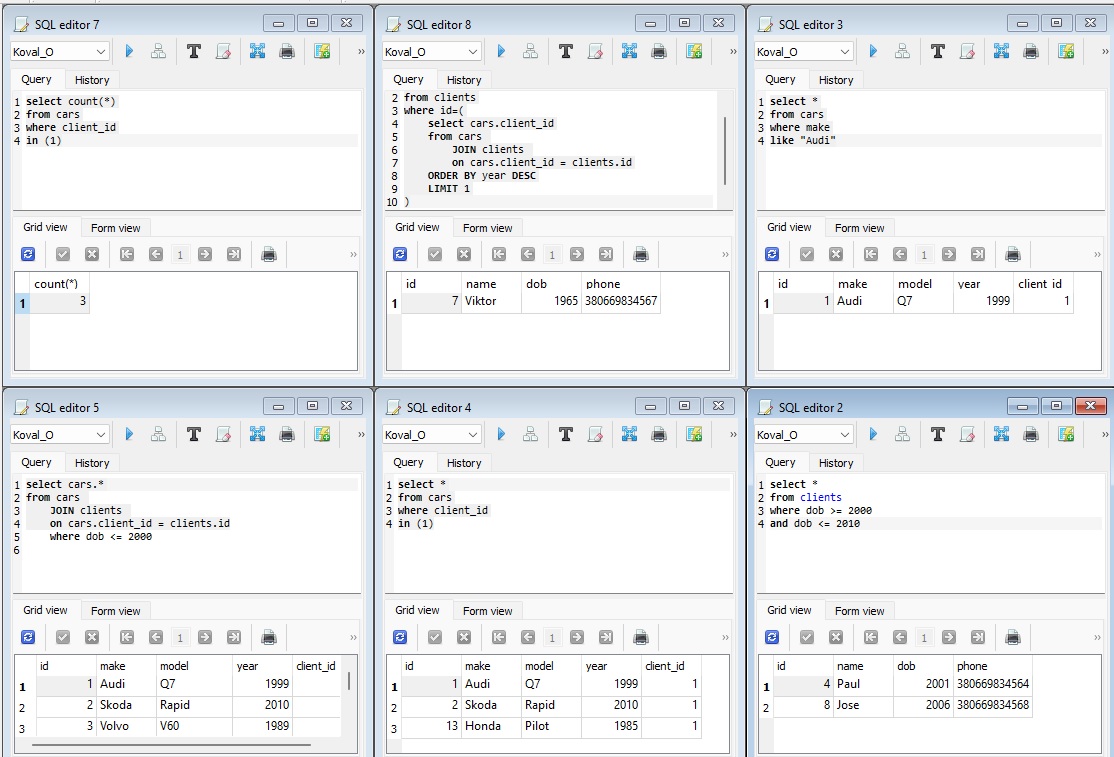 SQL editor 7
Koval_O
»
Query History
1 select count(*)
2 from cars
3 where client_id
4 in (1)
Grid view Form view
1
»
count(*)
1 3
SQL editor 8
Koval_O
»
Query History
2 from clients
3 where id=(
4 select cars.client_id
5 from cars
6 JOIN clients
7 on cars.client_id = clients.id
8 ORDER BY year DESC
9 LIMIT 1
10 )
Grid view Form view
1
»
id name dob phone
1 7 Viktor 1965 380669834567
SQL editor 3
Koval_O
»
Query History
1 select *
2 from cars
3 where make
4 like "Audi"
Grid view Form view
1
»
id make model year client id
1 1 Audi Q7 1999 1
SQL editor 5
Koval_O
»
Query History
1 select cars.*
2 from cars
3 JOIN clients
4 on cars.client_id = clients.id
5 where dob <= 2000
6
Grid view Form view
1
»
id make model year client_id
1 1 Audi Q7 1999
2 2 Skoda Rapid 2010
3 3 Volvo V60 1989
SQL editor 4
Koval_O
»
Query History
1 select *
2 from cars
3 where client_id
4 in (1)
Grid view Form view
1
»
id make model year client_id
1 1 Audi Q7 1999 1
2 2 Skoda Rapid 2010 1
3 13 Honda Pilot 1985 1
SQL editor 2
Koval_O
»
Query History
1 select *
2 from clients
3 where dob >= 2000
4 and dob <= 2010
Grid view Form view
1
»
id name dob phone
1 4 Paul 2001 380669834564
2 8 Jose 2006 380669834568